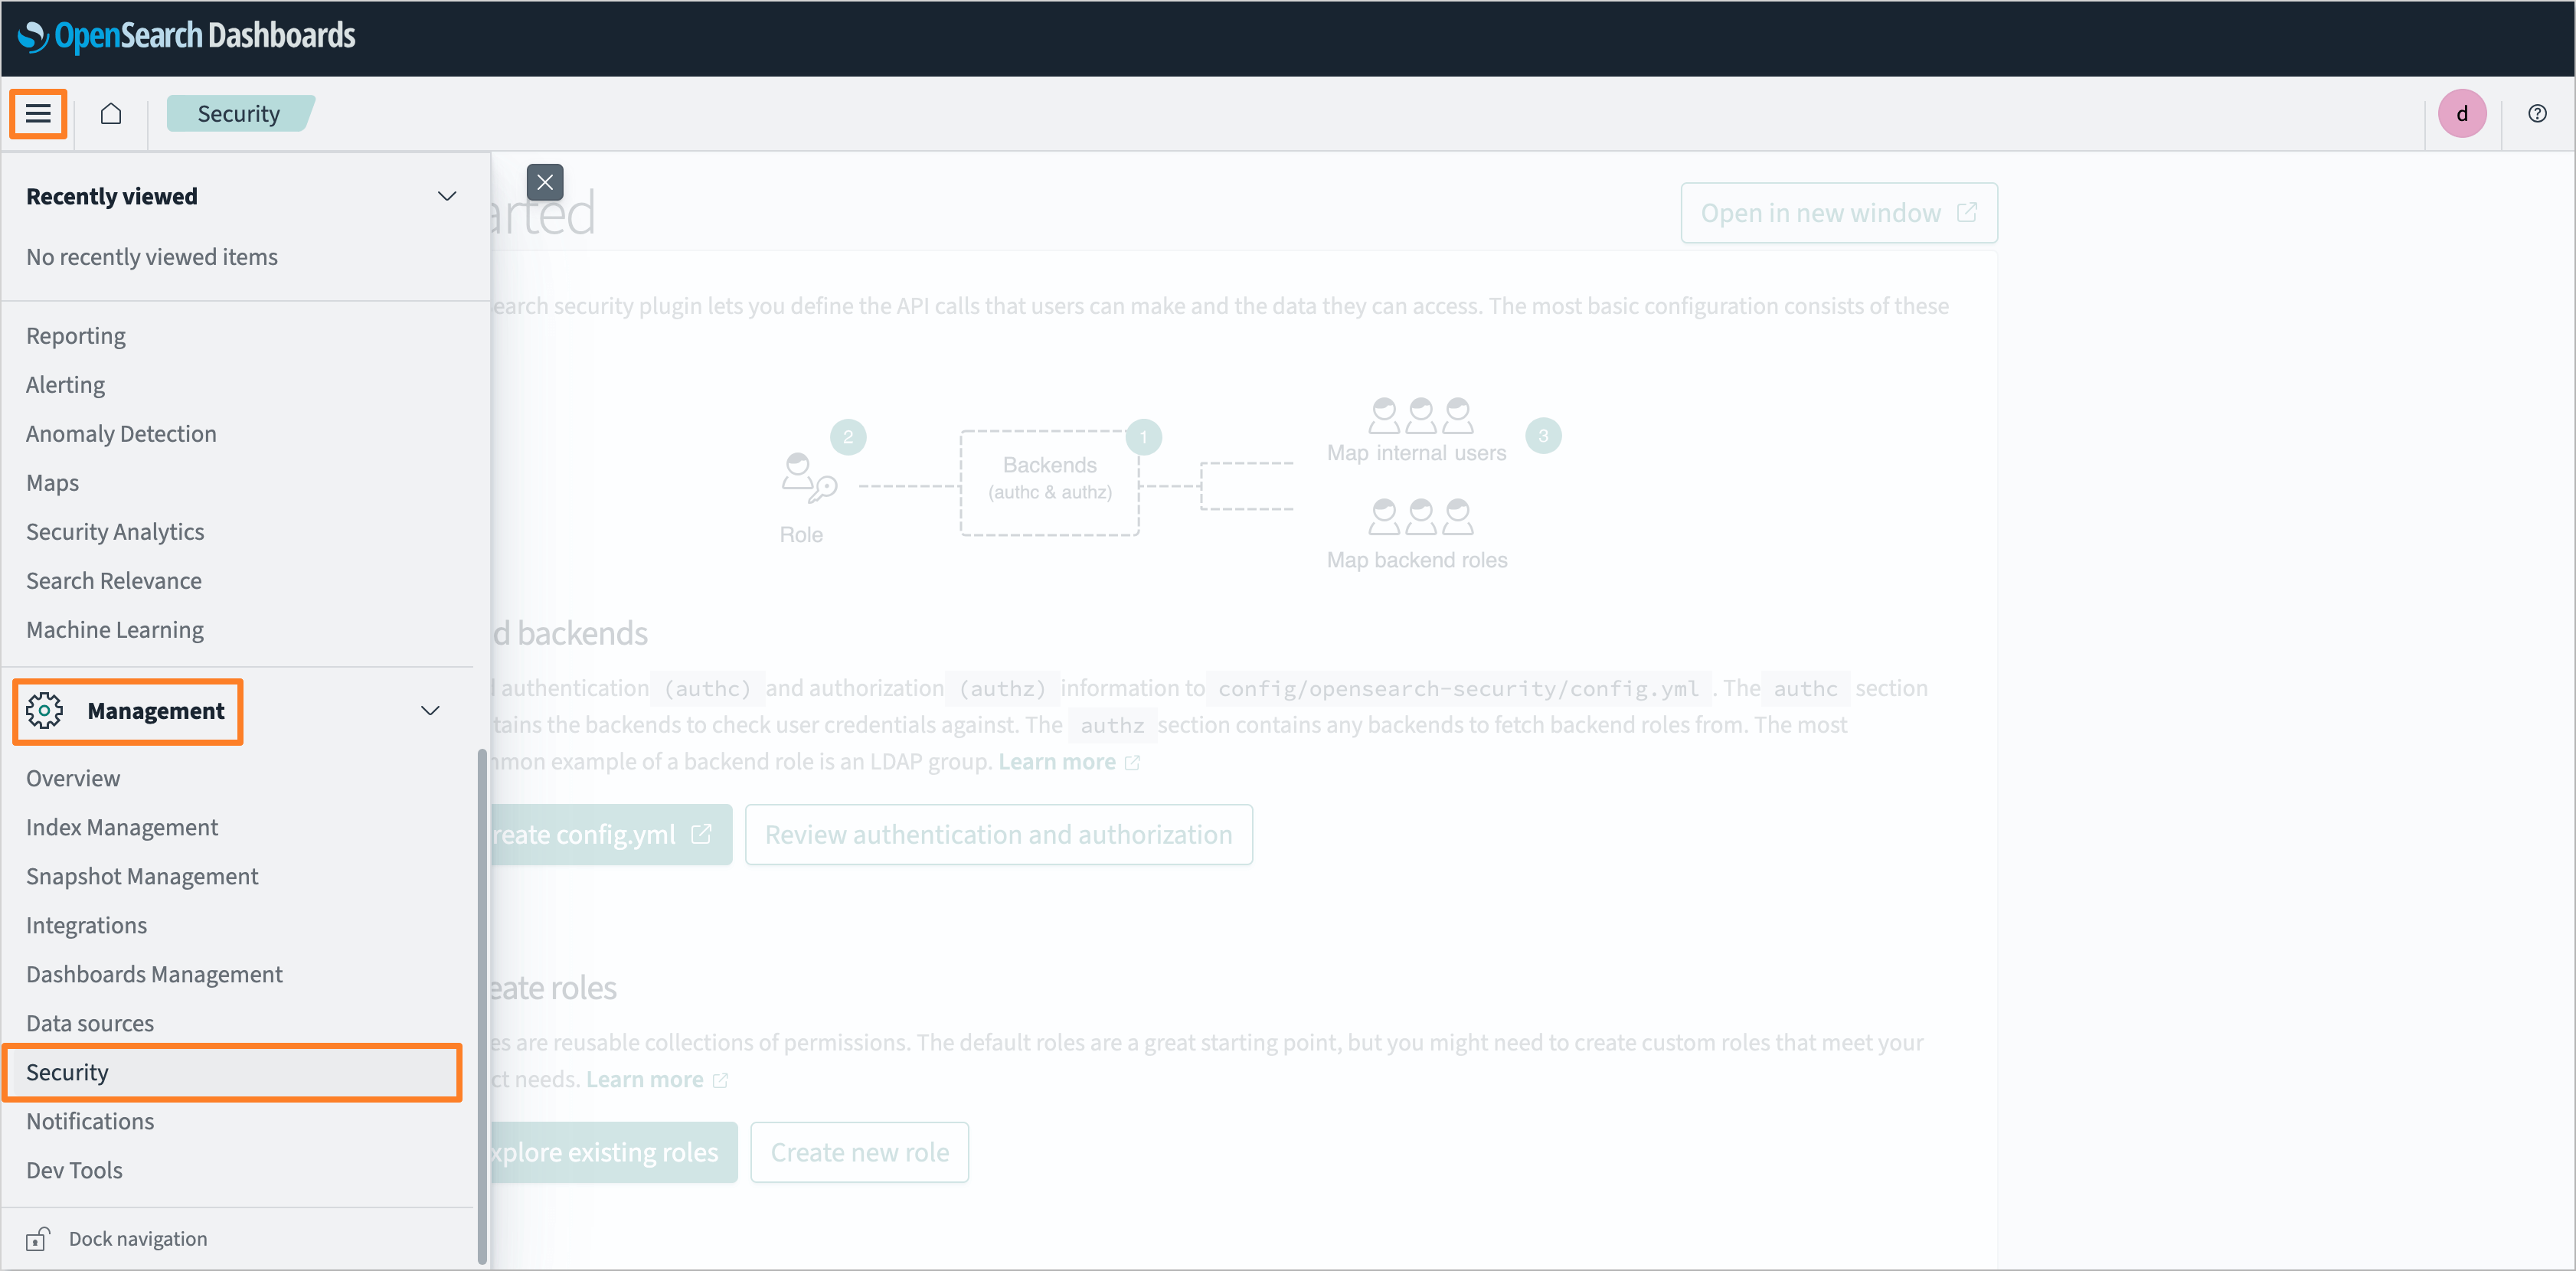 OpenSearch Dashboards
Security
d
Recently viewed
No recently viewed items
Reporting
Alerting
Anomaly Detection
Maps
Security Analytics
Search Relevance
Machine Learning
Management
Overview
Index Management
Snapshot Management
Integrations
Dashboards Management
Data sources
Security
Notifications
Dev Tools
Dock navigation
arted
Open in new window
earch security plugin lets you define the API calls that users can make and the data they can access. The most basic configuration consists of these
2
1
3
Role
Backends
(authc & authz)
Map internal users
Map backend roles
d backends
authentication (authc) and authorization (authz) information to config/opensearch-security/config.yml . The authc section
tains the backends to check user credentials against. The authz section contains any backends to fetch backend roles from. The most
mmon example of a backend role is an LDAP group. Learn more
reate config.yml
Review authentication and authorization
eate roles
es are reusable collections of permissions. The default roles are a great starting point, but you might need to create custom roles that meet your
ct needs. Learn more
xplore existing roles
Create new role